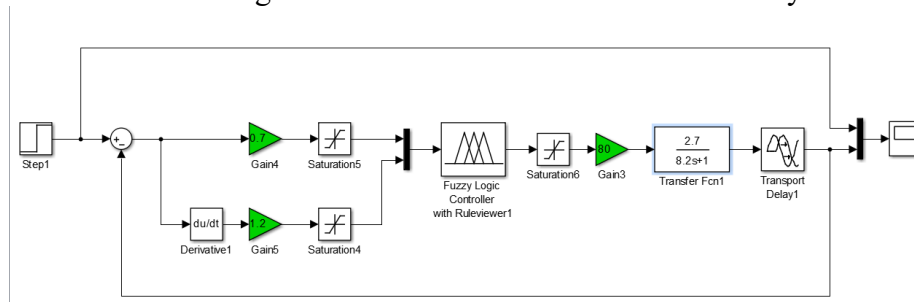 Step1
+
-
0.7
Gain4
Saturation5
du/dt
Derivative1
1.2
Gain5
Saturation4
Fuzzy Logic
Controller
with Ruleviewer1
Saturation6
80
Gain3
2.7
8.2s+1
Transfer Fcn1
Transport
Delay1